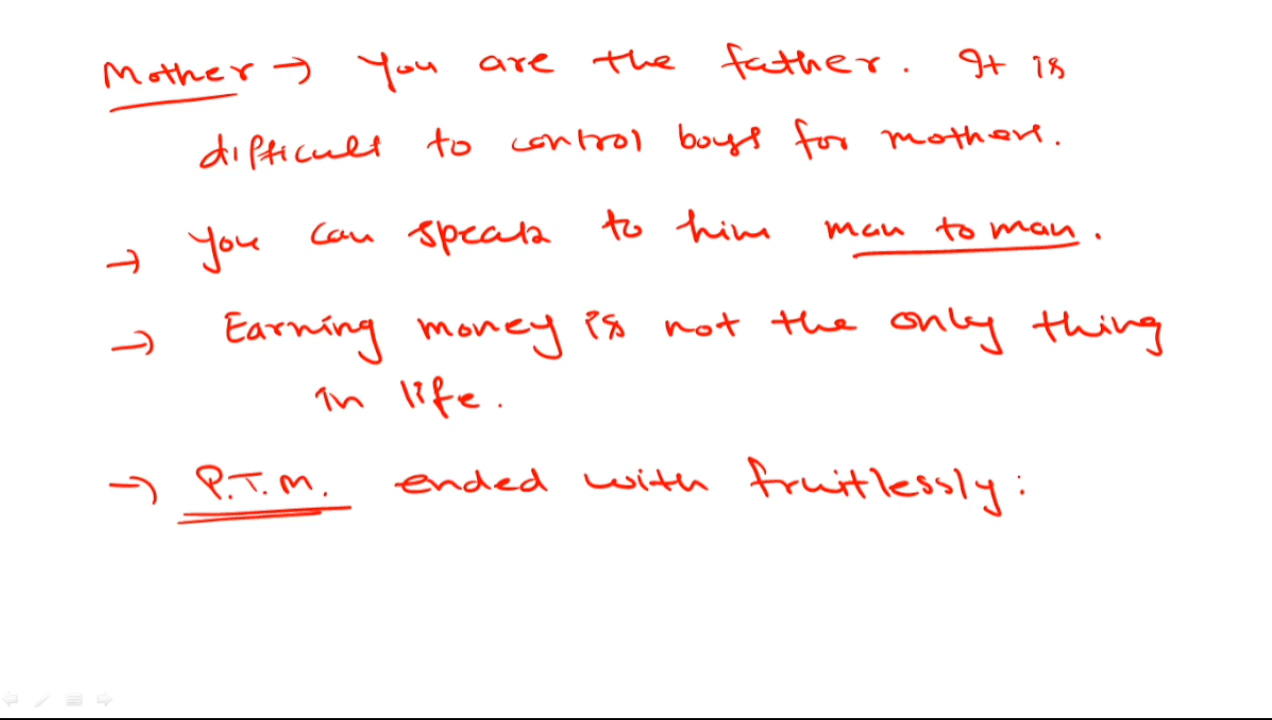 Mother → You are the father. It is
difficult to control boys for mothers.
→ You can speak to him man to man.
→ Earning money is not the only thing
in life.
→ P.T.M. ended with fruitlessly: